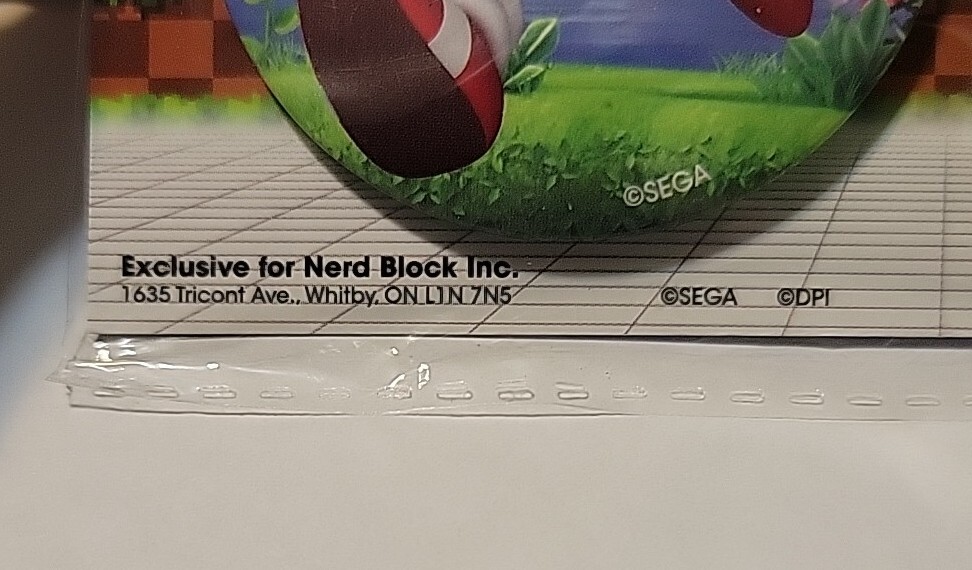 ©SEGA
Exclusive for Nerd Block Inc.
1635 Tricont Ave., Whitby, ON L1N 7N5
©SEGA ©DPI